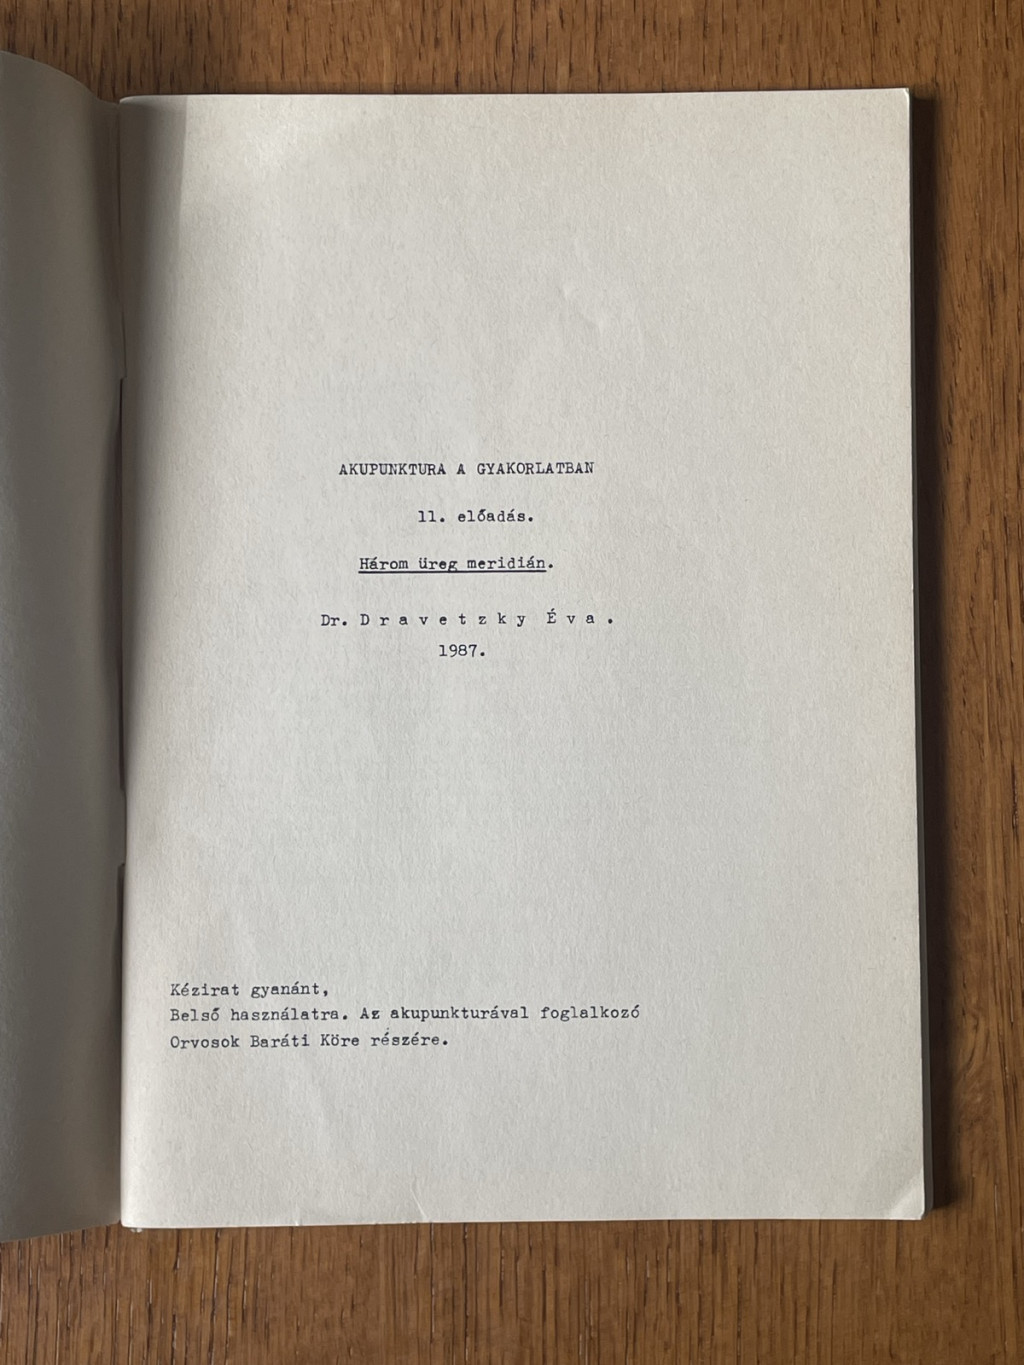 AKUPUNKTURA A GYAKORLATBAN
11. előadás.
Három üreg meridián.
Dr. D r a v e t z k y É v a .
1987.
Kézirat gyanánt,
Belső használatra. Az akupunkturával foglalkozó
Orvosok Baráti Köre részére.